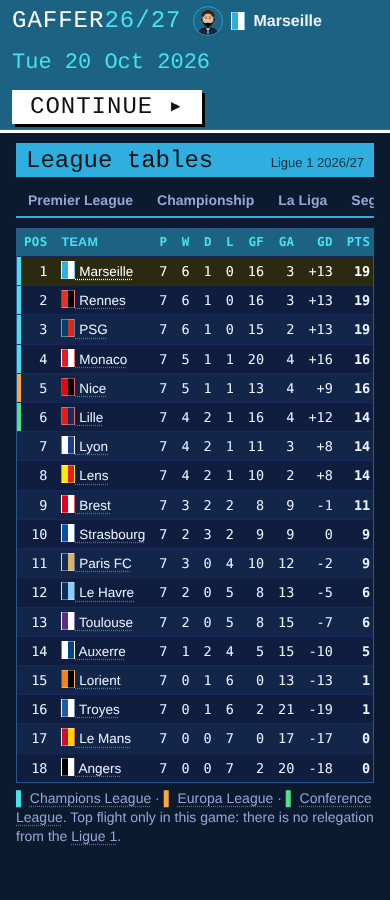 GAFFER26/27 Marseille
Tue 20 Oct 2026
CONTINUE ▶
League tables Ligue 1 2026/27
Premier League Championship La Liga
POS TEAM P W D L GF GA GD PTS
1 Marseille 7 6 1 0 16 3 +13 19
2 Rennes 7 6 1 0 16 3 +13 19
3 PSG 7 6 1 0 15 2 +13 19
4 Monaco 7 5 1 1 20 4 +16 16
5 Nice 7 5 1 1 13 4 +9 16
6 Lille 7 4 2 1 16 4 +12 14
7 Lyon 7 4 2 1 11 3 +8 14
8 Lens 7 4 2 1 10 2 +8 14
9 Brest 7 3 2 2 8 9 -1 11
10 Strasbourg 7 2 3 2 9 9 0 9
11 Paris FC 7 3 0 4 10 12 -2 9
12 Le Havre 7 2 0 5 8 13 -5 6
13 Toulouse 7 2 0 5 8 15 -7 6
14 Auxerre 7 1 2 4 5 15 -10 5
15 Lorient 7 0 1 6 0 13 -13 1
16 Troyes 7 0 1 6 2 21 -19 1
17 Le Mans 7 0 0 7 0 17 -17 0
18 Angers 7 0 0 7 2 20 -18 0
Champions League · Europa League · Conference
League. Top flight only in this game: there is no relegation
from the Ligue 1.